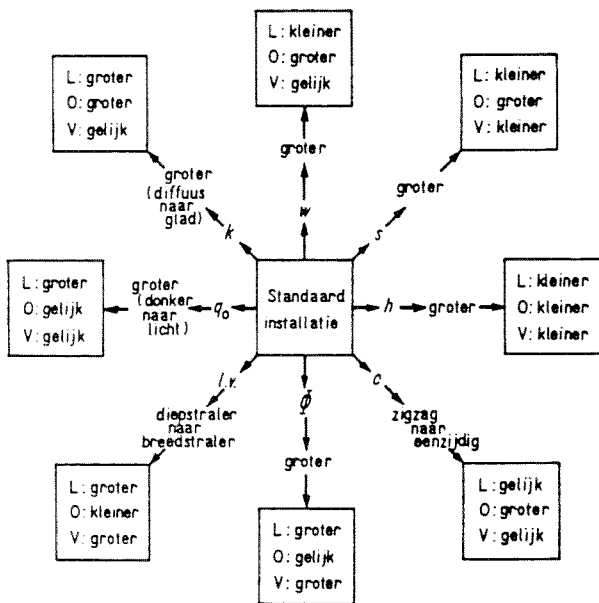 L: kleiner
O: groter
V: gelijk
L: groter
O: groter
V: gelijk
L: kleiner
O: groter
V: kleiner
groter
groter
(diffuus
naar
glad)
groter
k
w
s
L: groter
O: gelijk
V: gelijk
groter
(donker
naar
licht)
q₀
Standaard
installatie
h
groter
L: kleiner
O: kleiner
V: kleiner
l.v.
diepstraler
naar
breedstraler
Φ
groter
o
zigzag
naar
eenzijdig
L: groter
O: kleiner
V: groter
L: groter
O: gelijk
V: groter
L: gelijk
O: groter
V: gelijk